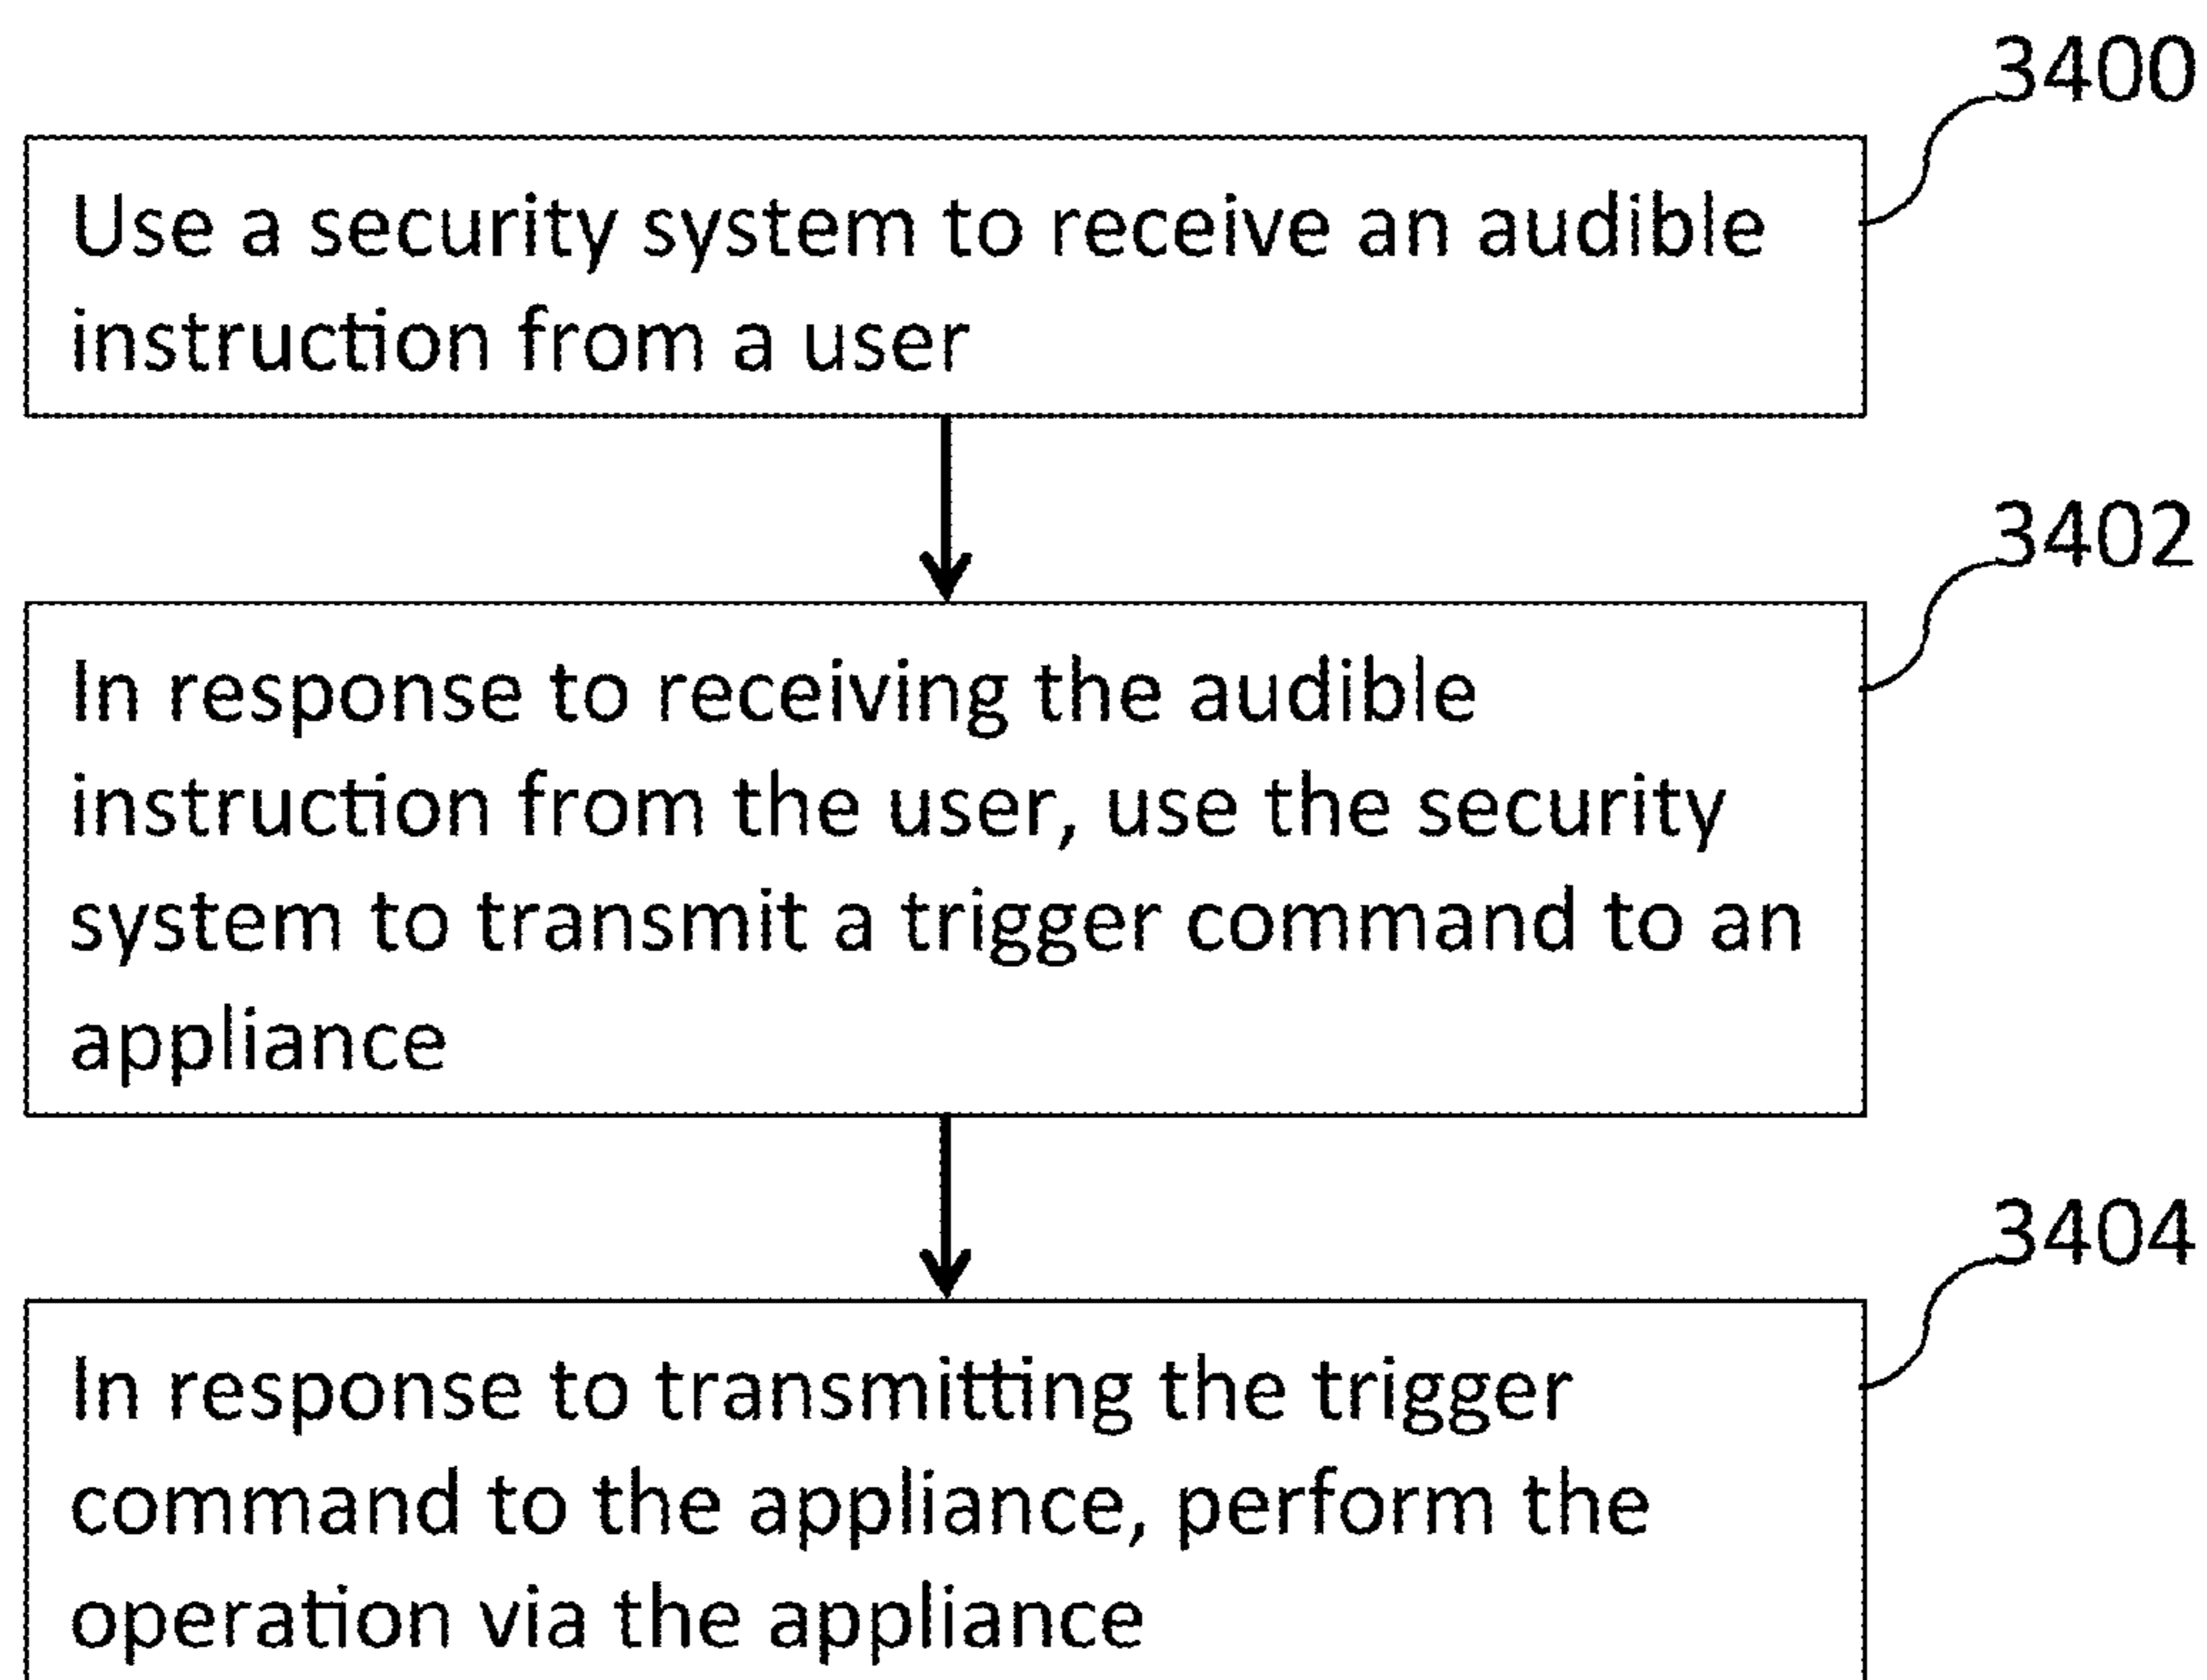 3400
Use a security system to receive an audible
instruction from a user
3402
In response to receiving the audible
instruction from the user, use the security
system to transmit a trigger command to an
appliance
3404
In response to transmitting the trigger
command to the appliance, perform the
operation via the appliance